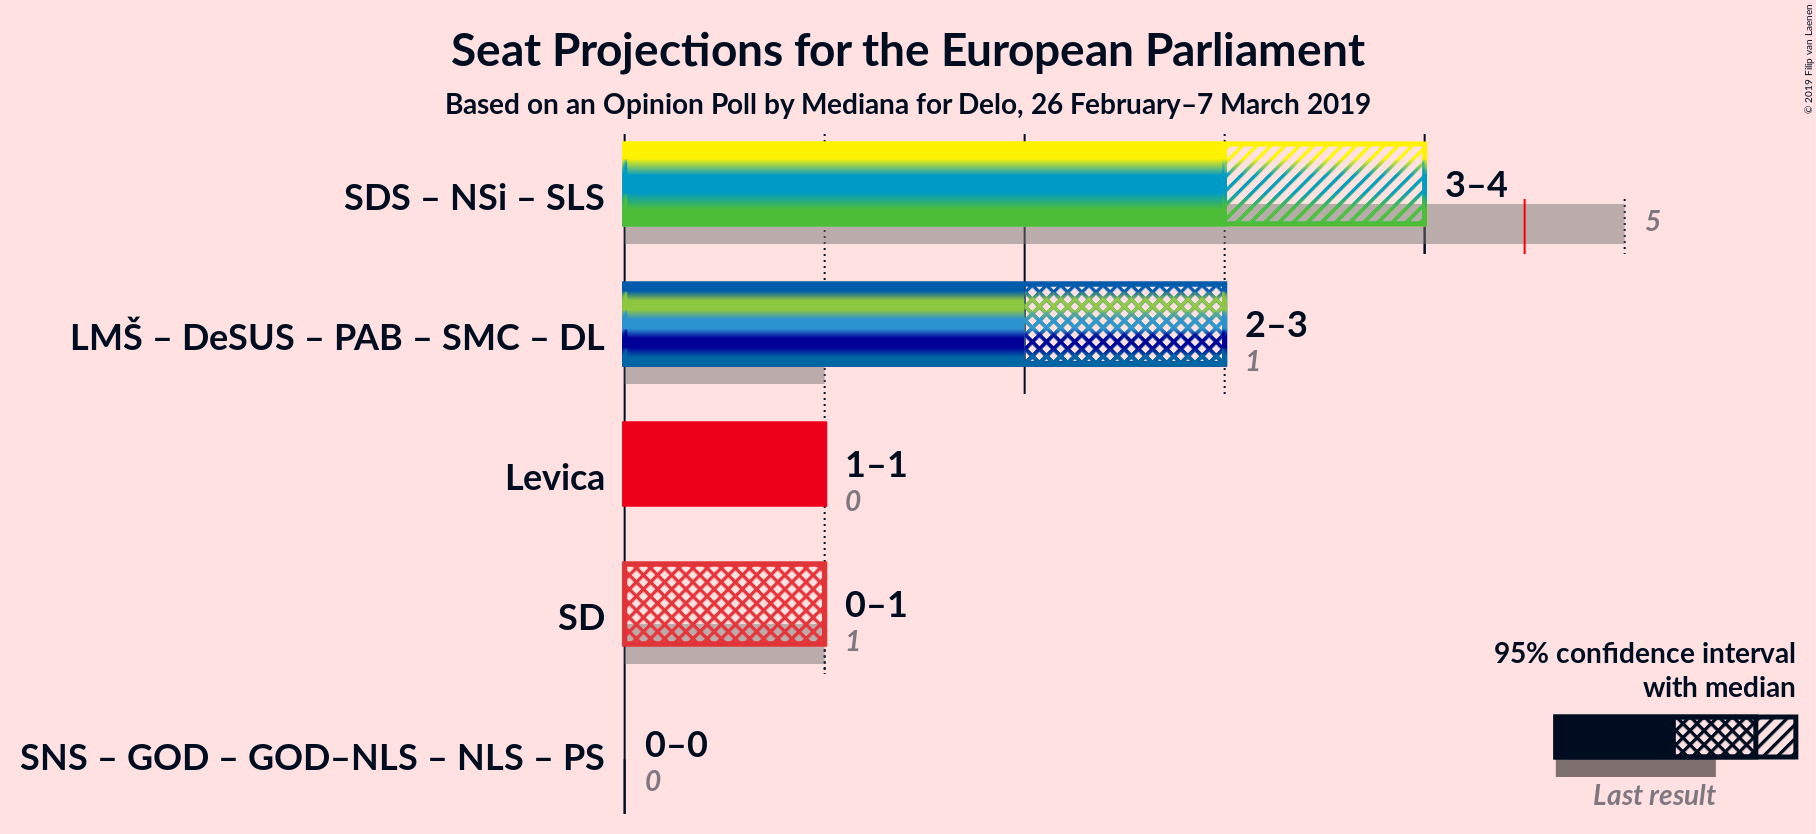 Seat Projections for the European Parliament
Based on an Opinion Poll by Mediana for Delo, 26 February–7 March 2019
© 2019 Filip van Laenen
SDS – NSi – SLS
3–4
5
LMŠ – DeSUS – PAB – SMC – DL
2–3
1
Levica
1–1
0
SD
0–1
1
SNS – GOD – GOD–NLS – NLS – PS
0–0
0
95% confidence interval
with median
Last result